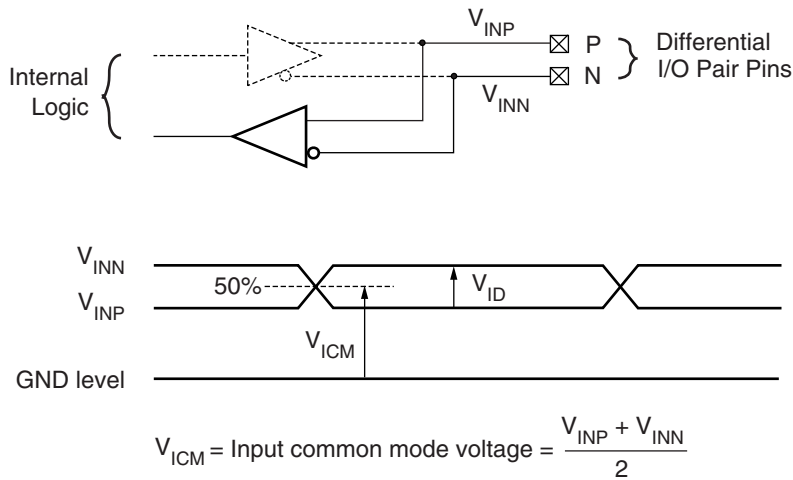 V_INP
P
Differential
I/O Pair Pins
N
Internal
Logic
V_INN
V_INN
50%
V_ID
V_INP
V_ICM
GND level
V_ICM = Input common mode voltage = (V_INP + V_INN) / 2